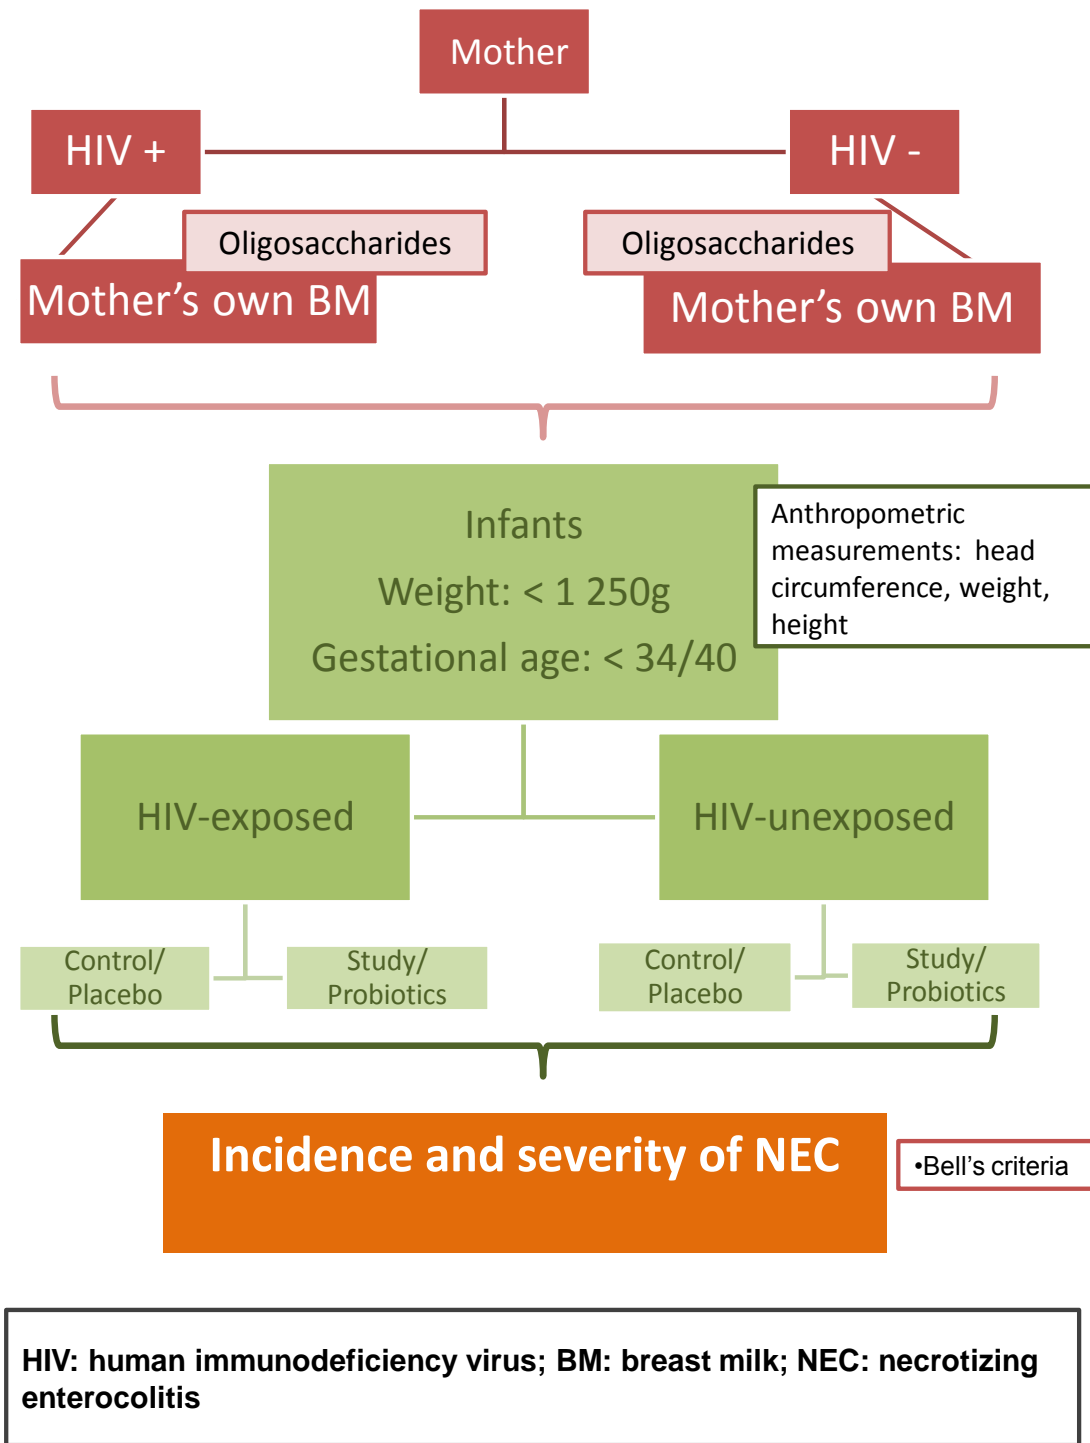 Mother
HIV +
HIV -
Oligosaccharides
Oligosaccharides
Mother's own BM
Mother's own BM
Infants
Weight: < 1 250g
Gestational age: < 34/40
Anthropometric
measurements: head
circumference, weight,
height
HIV-exposed
HIV-unexposed
Control/
Placebo
Study/
Probiotics
Control/
Placebo
Study/
Probiotics
Incidence and severity of NEC
•Bell's criteria
HIV: human immunodeficiency virus; BM: breast milk; NEC: necrotizing
enterocolitis